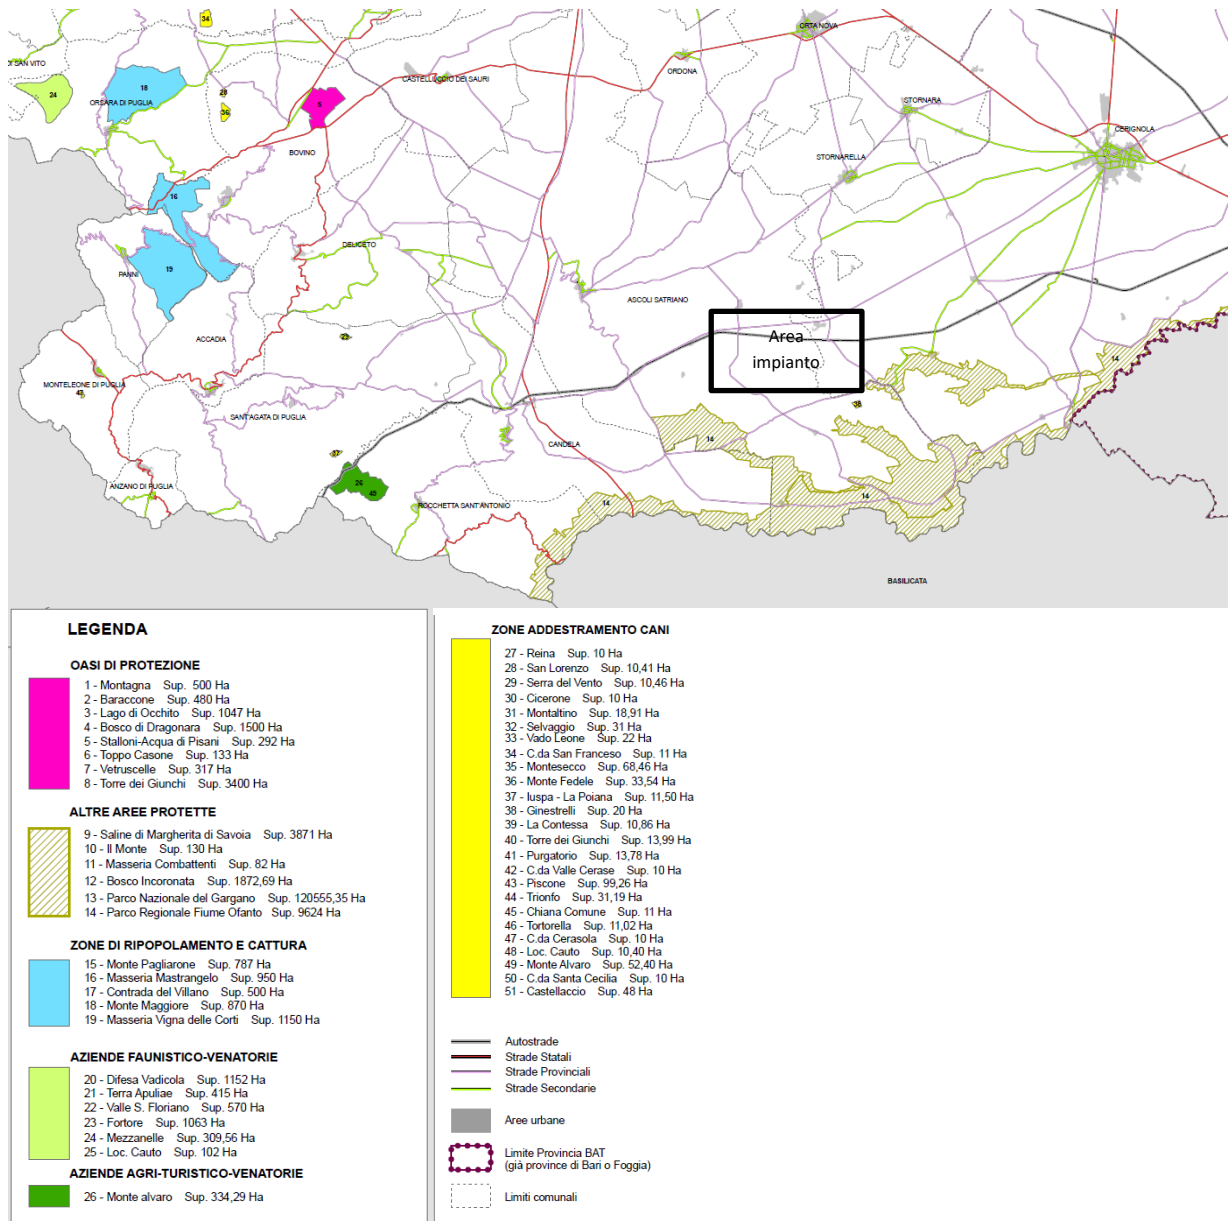 34
ORTANOVA
DI SAN VITO
18
CASTELLUCCIO DEI SAURI
ORDONA
24
28
ORSARA DI PUGLIA
5
STORNARA
36
CERIGNOLA
BOVINO
STORNARELLA
16
DELICETO
PANNI
19
ASCOLI SATRIANO
Area
impianto
ACCADIA
14
MONTELEONE DI PUGLIA
38
SANT'AGATA DI PUGLIA
14
CANDELA
37
ANZANO DI PUGLIA
26
14
ROCCHETTA SANT'ANTONIO
14
BASILICATA
LEGENDA
OASI DI PROTEZIONE
1 - Montagna Sup. 500 Ha
2 - Baraccone Sup. 480 Ha
3 - Lago di Occhito Sup. 1047 Ha
4 - Bosco di Dragonara Sup. 1500 Ha
5 - Stalloni-Acqua di Pisani Sup. 292 Ha
6 - Toppo Casone Sup. 133 Ha
7 - Vetruscelle Sup. 317 Ha
8 - Torre dei Giunchi Sup. 3400 Ha
ALTRE AREE PROTETTE
9 - Saline di Margherita di Savoia Sup. 3871 Ha
10 - Il Monte Sup. 130 Ha
11 - Masseria Combattenti Sup. 82 Ha
12 - Bosco Incoronata Sup. 1872,69 Ha
13 - Parco Nazionale del Gargano Sup. 120555,35 Ha
14 - Parco Regionale Fiume Ofanto Sup. 9624 Ha
ZONE DI RIPOPOLAMENTO E CATTURA
15 - Monte Pagliarone Sup. 787 Ha
16 - Masseria Mastrangelo Sup. 950 Ha
17 - Contrada del Villano Sup. 500 Ha
18 - Monte Maggiore Sup. 870 Ha
19 - Masseria Vigna delle Corti Sup. 1150 Ha
AZIENDE FAUNISTICO-VENATORIE
20 - Difesa Vadicola Sup. 1152 Ha
21 - Terra Apuliae Sup. 415 Ha
22 - Valle S. Floriano Sup. 570 Ha
23 - Fortore Sup. 1063 Ha
24 - Mezzanelle Sup. 309,56 Ha
25 - Loc. Cauto Sup. 102 Ha
AZIENDE AGRI-TURISTICO-VENATORIE
26 - Monte alvaro Sup. 334,29 Ha
ZONE ADDESTRAMENTO CANI
27 - Reina Sup. 10 Ha
28 - San Lorenzo Sup. 10,41 Ha
29 - Serra del Vento Sup. 10,46 Ha
30 - Cicerone Sup. 10 Ha
31 - Montaltino Sup. 18,91 Ha
32 - Selvaggio Sup. 31 Ha
33 - Vado Leone Sup. 22 Ha
34 - C.da San Franceso Sup. 11 Ha
35 - Montesecco Sup. 68,46 Ha
36 - Monte Fedele Sup. 33,54 Ha
37 - Iuspa - La Poiana Sup. 11,50 Ha
38 - Ginestrelli Sup. 20 Ha
39 - La Contessa Sup. 10,86 Ha
40 - Torre dei Giunchi Sup. 13,99 Ha
41 - Purgatorio Sup. 13,78 Ha
42 - C.da Valle Cerase Sup. 10 Ha
43 - Piscone Sup. 99,26 Ha
44 - Trionfo Sup. 31,19 Ha
45 - Chiana Comune Sup. 11 Ha
46 - Tortorella Sup. 11,02 Ha
47 - C.da Cerasola Sup. 10 Ha
48 - Loc. Cauto Sup. 10,40 Ha
49 - Monte Alvaro Sup. 52,40 Ha
50 - C.da Santa Cecilia Sup. 10 Ha
51 - Castellaccio Sup. 48 Ha
Autostrade
Strade Statali
Strade Provinciali
Strade Secondarie
Aree urbane
Limite Provincia BAT
(già province di Bari o Foggia)
Limiti comunali